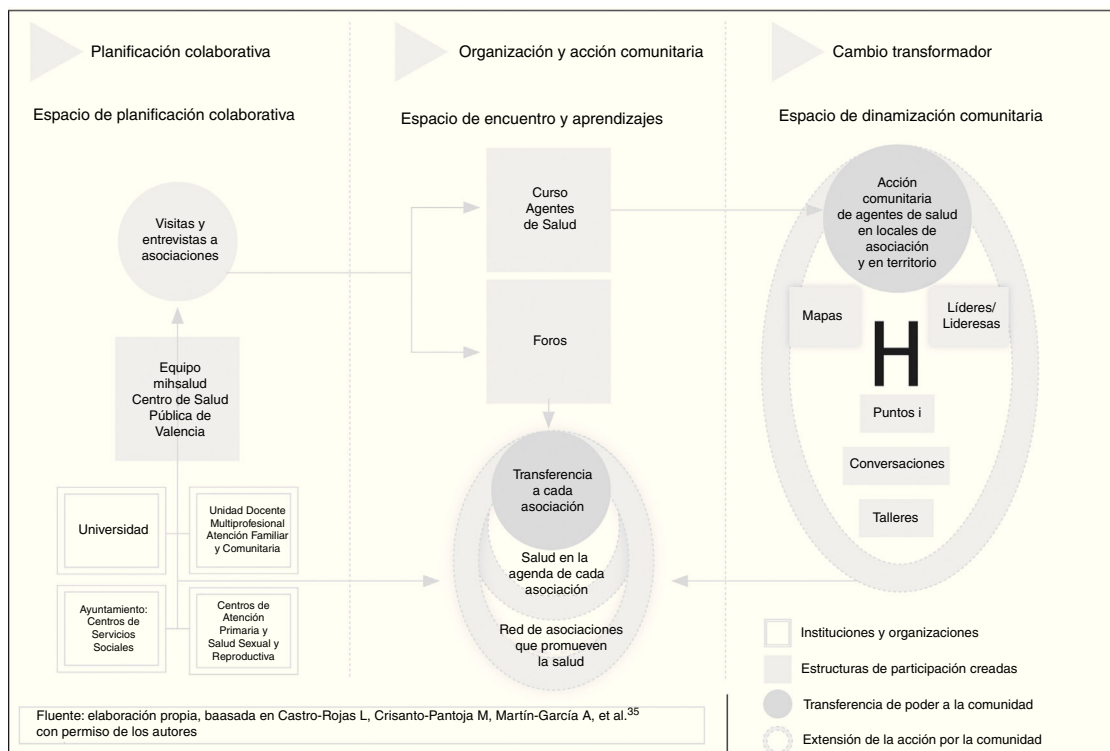 Planificación colaborativa
Organización y acción comunitaria
Cambio transformador
Espacio de planificación colaborativa
Espacio de encuentro y aprendizajes
Espacio de dinamización comunitaria
Visitas y
entrevistas a
asociaciones
Equipo
mihsalud
Centro de Salud
Pública de
Valencia
Universidad
Unidad Docente
Multiprofesional
Atención Familiar
y Comunitaria
Ayuntamiento:
Centros de
Servicios
Sociales
Centros de
Atención
Primaria y
Salud Sexual y
Reproductiva
Curso
Agentes
de Salud
Foros
Transferencia
a cada
asociación
Salud en la
agenda de cada
asociación
Red de asociaciones
que promueven
la salud
Acción
comunitaria
de agentes de salud
en locales de
asociación
y en territorio
Mapas
Líderes/
Lideresas
H
Puntos i
Conversaciones
Talleres
Instituciones y organizaciones
Estructuras de participación creadas
Transferencia de poder a la comunidad
Extensión de la acción por la comunidad
Fluente: elaboración propia, baasada en Castro-Rojas L, Crisanto-Pantoja M, Martín-García A, et al.35
con permiso de los autores